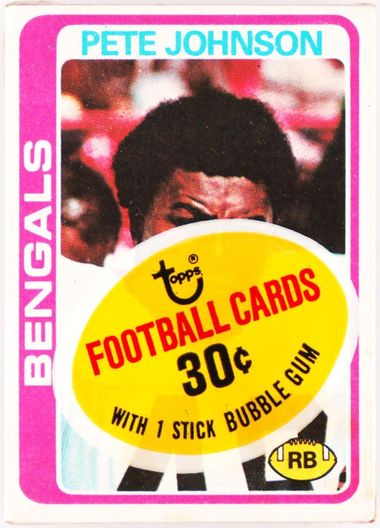 PETE JOHNSON
BENGALS
topps®
FOOTBALL CARDS
30¢
WITH 1 STICK BUBBLE GUM
RB